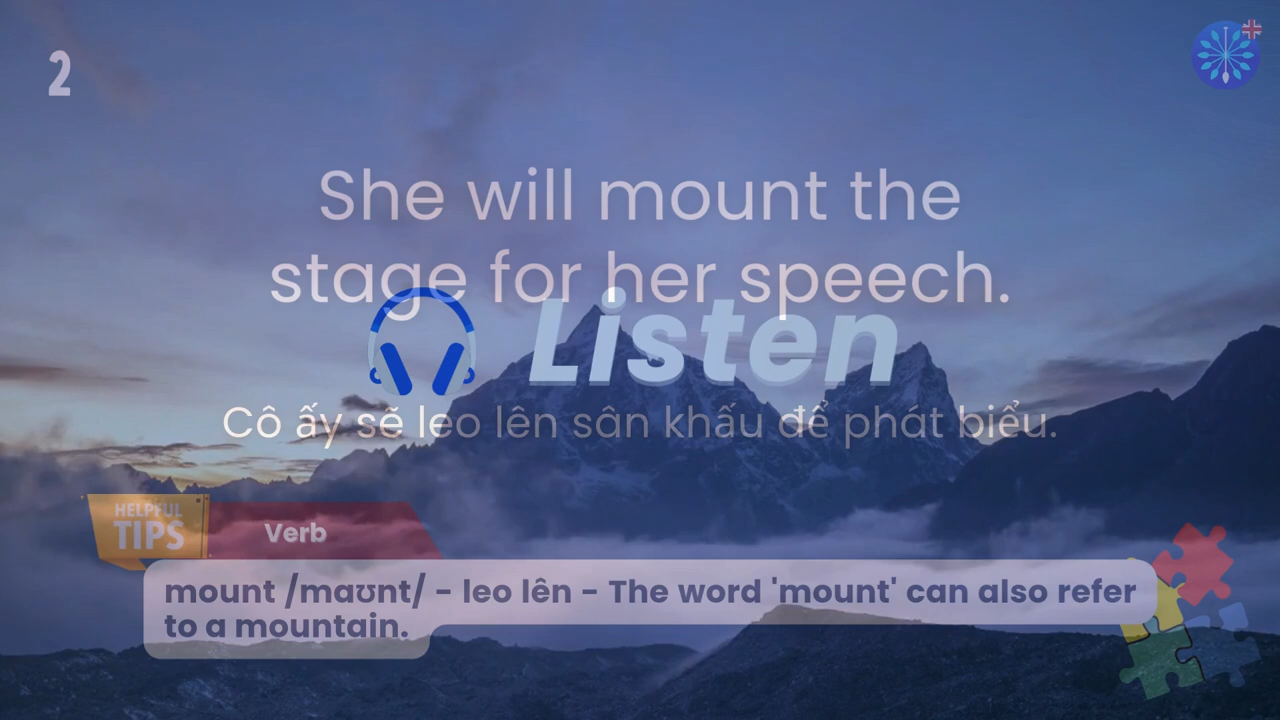 2
She will mount the
stage for her speech.
Listen
Cô ấy sẽ leo lên sân khấu để phát biểu.
HELPFUL
TIPS
Verb
mount /maʊnt/ - leo lên - The word 'mount' can also refer
to a mountain.